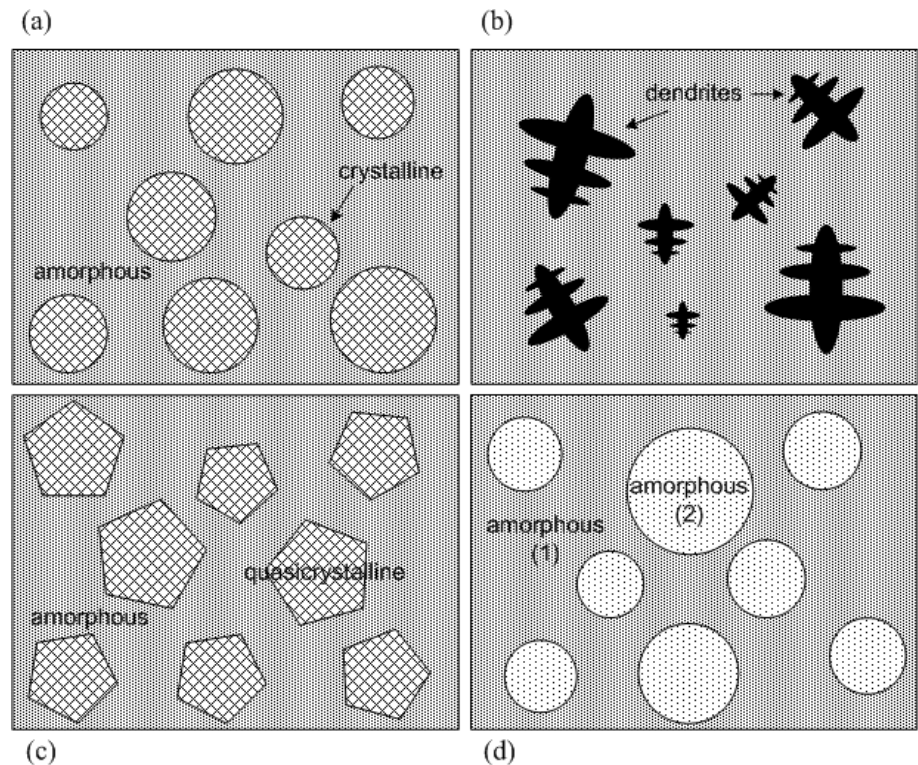 (a)
(b)
crystalline
amorphous
dendrites
quasicrystalline
amorphous
amorphous
(2)
amorphous
(1)
(c)
(d)